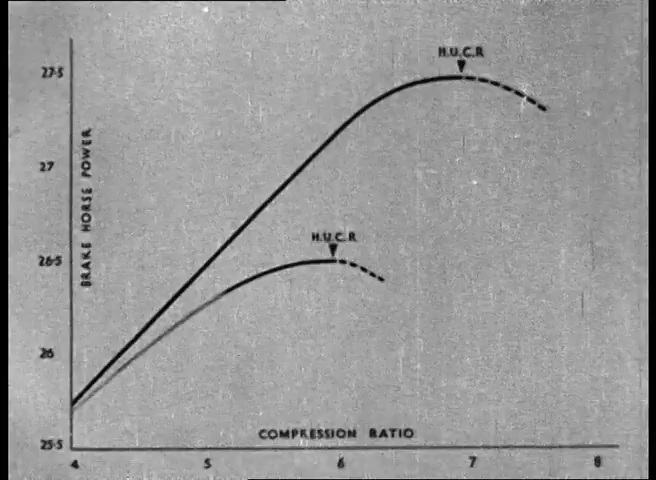 H.U.C.R
27·5
27
BRAKE HORSE POWER
H.U.C.R
26·5
26
COMPRESSION RATIO
25·5
4 5 6 7 8